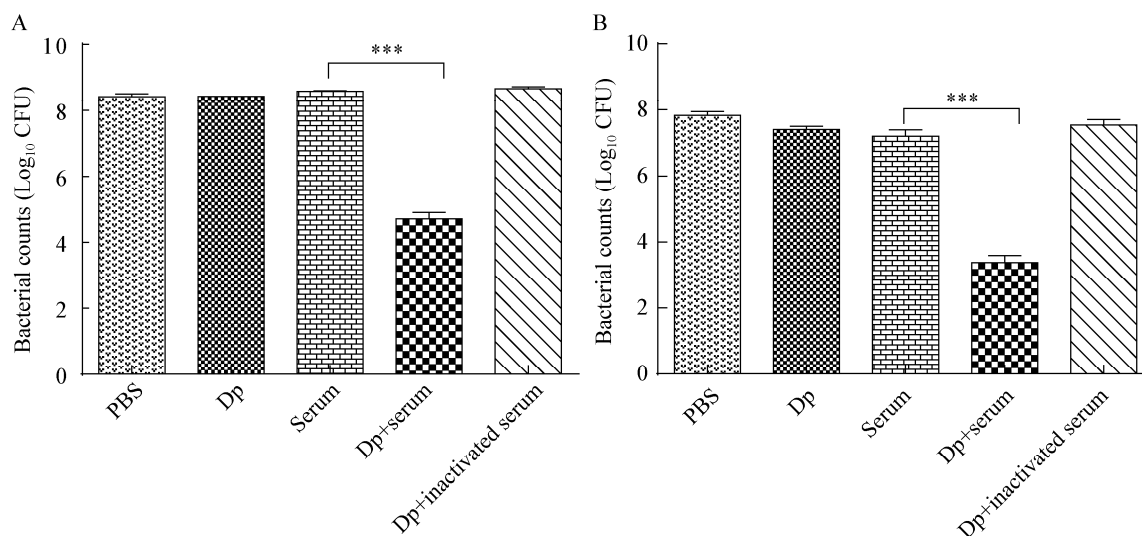 A
Bacterial counts (Log₁₀ CFU)
10
8
6
4
2
0
***
PBS
Dp
Serum
Dp+serum
Dp+inactivated serum
B
Bacterial counts (Log₁₀ CFU)
10
8
6
4
2
0
***
PBS
Dp
Serum
Dp+serum
Dp+inactivated serum